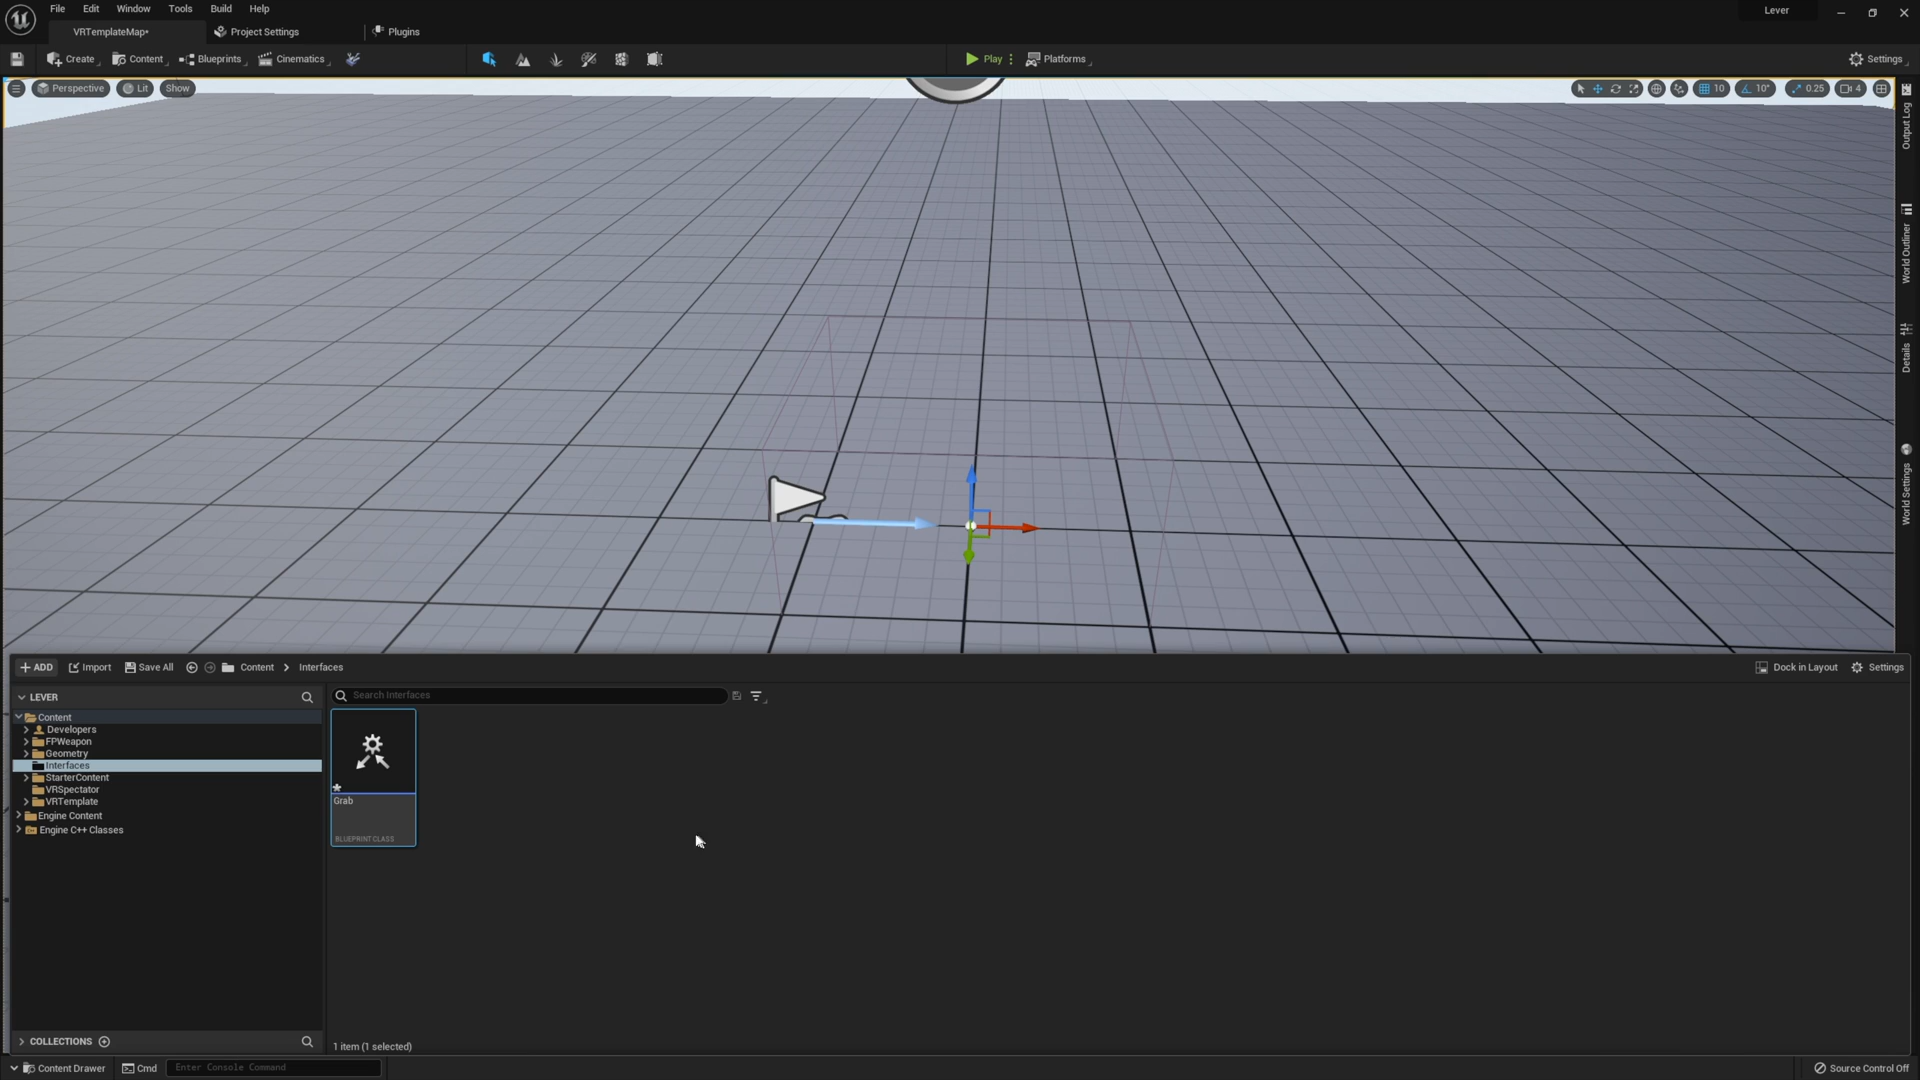 File Edit Window Tools Build Help
Lever
VRTemplateMap•
Project Settings
Plugins
Create
Content
Blueprints
Cinematics
Play
Platforms
Settings
Perspective
Lit
Show
10
10°
0.25
4
Output Log
World Outliner
Details
World Settings
+ ADD
Import
Save All
Content
Interfaces
Dock in Layout
Settings
LEVER
Search Interfaces
Content
Developers
FPWeapon
Geometry
Interfaces
StarterContent
VRSpectator
VRTemplate
Engine Content
Engine C++ Classes
Grab
BLUEPRINT CLASS
COLLECTIONS
1 item (1 selected)
Content Drawer
Cmd
Enter Console Command
Source Control Off